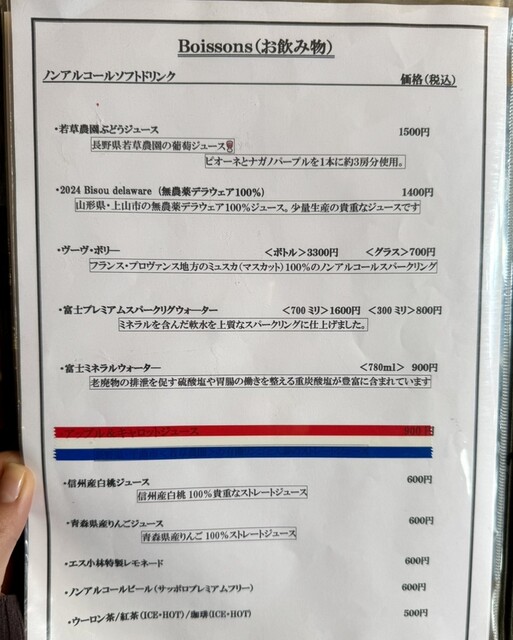 Boissons(お飲み物)
ノンアルコールソフトドリンク 価格(税込)
・若草農園ぶどうジュース 1500円
長野県若草農園の葡萄ジュース🍷
ピオーネとナガノパープルを1本に約3房分使用。
・2024 Bisou delaware (無農薬デラウェア100%) 1400円
山形県・上山市の無農薬デラウェア100%ジュース。少量生産の貴重なジュースです
・ヴーヴ・ポリー <ボトル>3300円 <グラス>700円
フランス・プロヴァンス地方のミュスカ(マスカット)100%のノンアルコールスパークリング
・富士プレミアムスパークリグウォーター <700ミリ>1600円 <300ミリ>800円
ミネラルを含んだ軟水を上質なスパークリングに仕上げました。
・富士ミネラルウォーター <780ml> 900円
老廃物の排泄を促す硫酸塩や胃腸の働きを整える重炭酸塩が豊富に含まれています
アップル&キャロットジュース
・信州産白桃ジュース 600円
信州産白桃100%貴重なストレートジュース
・青森県産りんごジュース 600円
青森県産りんご100%ストレートジュース
・エス小林特製レモネード 600円
・ノンアルコールビール(サッポロプレミアムフリー) 600円
・ウーロン茶/紅茶(ICE・HOT)/珈琲(ICE・HOT) 500円